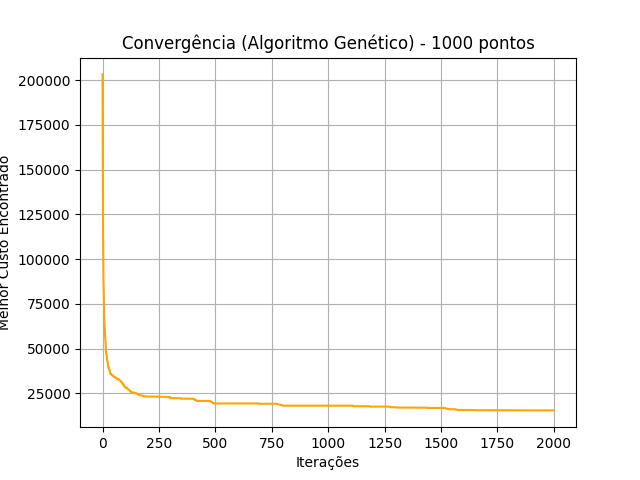 Convergência (Algoritmo Genético) - 1000 pontos
Melhor Custo Encontrado
200000
175000
150000
125000
100000
75000
50000
25000
0 250 500 750 1000 1250 1500 1750 2000
Iterações